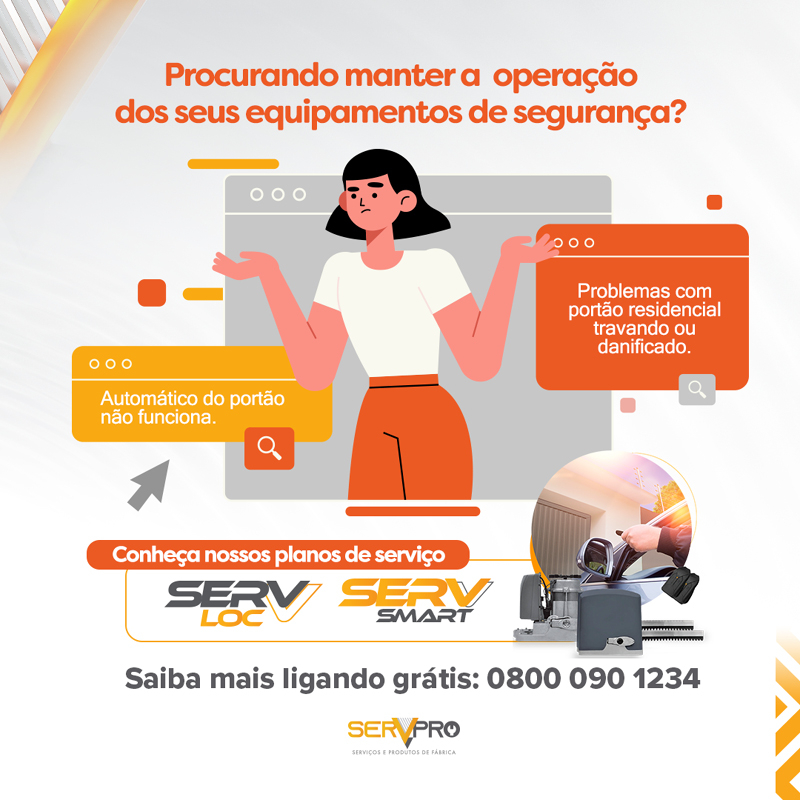 Procurando manter a operação
dos seus equipamentos de segurança?
Problemas com
portão residencial
travando ou
danificado.
Automático do portão
não funciona.
Conheça nossos planos de serviço
SERV
LOC
SERV
SMART
Saiba mais ligando grátis: 0800 090 1234
SERVPRO
SERVIÇOS E PRODUTOS DE FÁBRICA